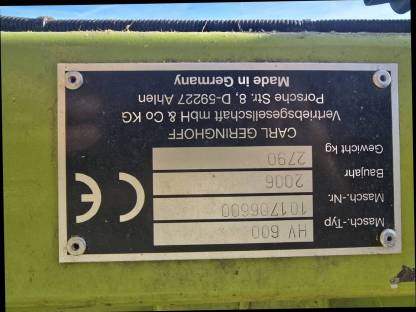 Masch.-Typ HV 600
Masch.-Nr. 101706600
Baujahr 2006
Gewicht kg 2790
CE
CARL GERINGHOFF
Vertriebsgesellschaft mbH & Co KG
Porsche Str. 8, D-59227 Ahlen
Made in Germany